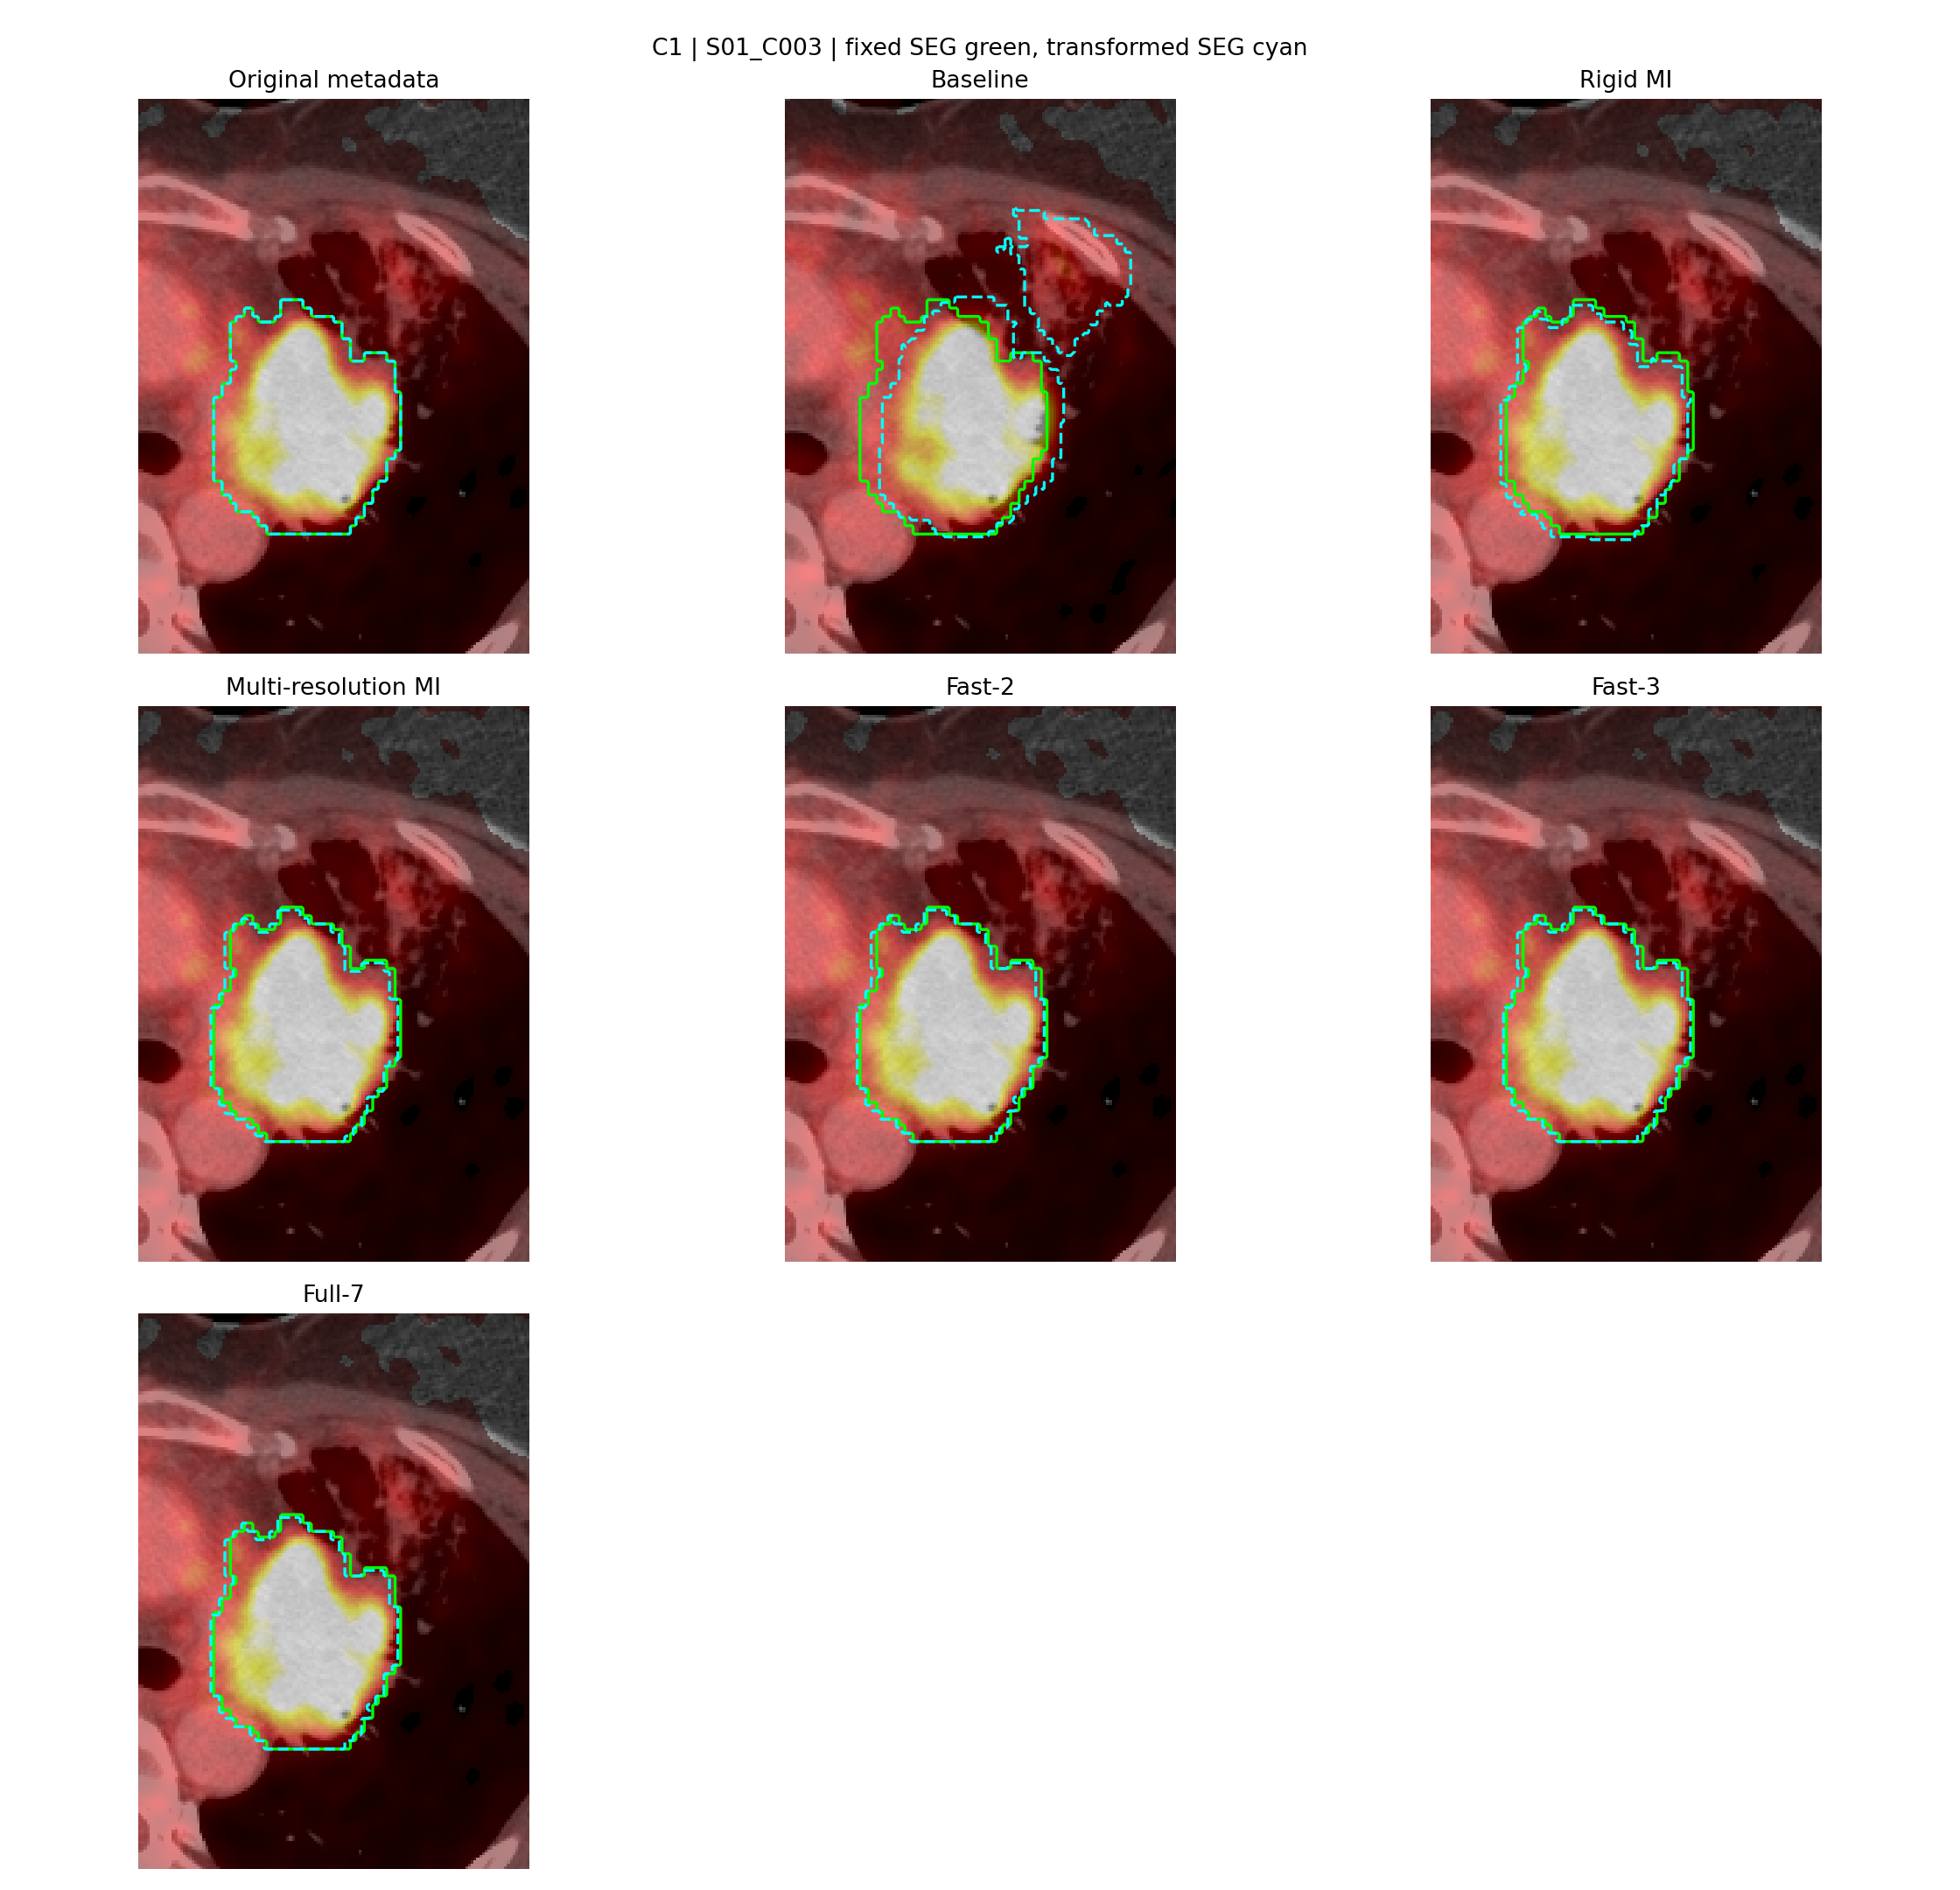 C1 | S01_C003 | fixed SEG green, transformed SEG cyan
Original metadata
Baseline
Rigid MI
Multi-resolution MI
Fast-2
Fast-3
Full-7